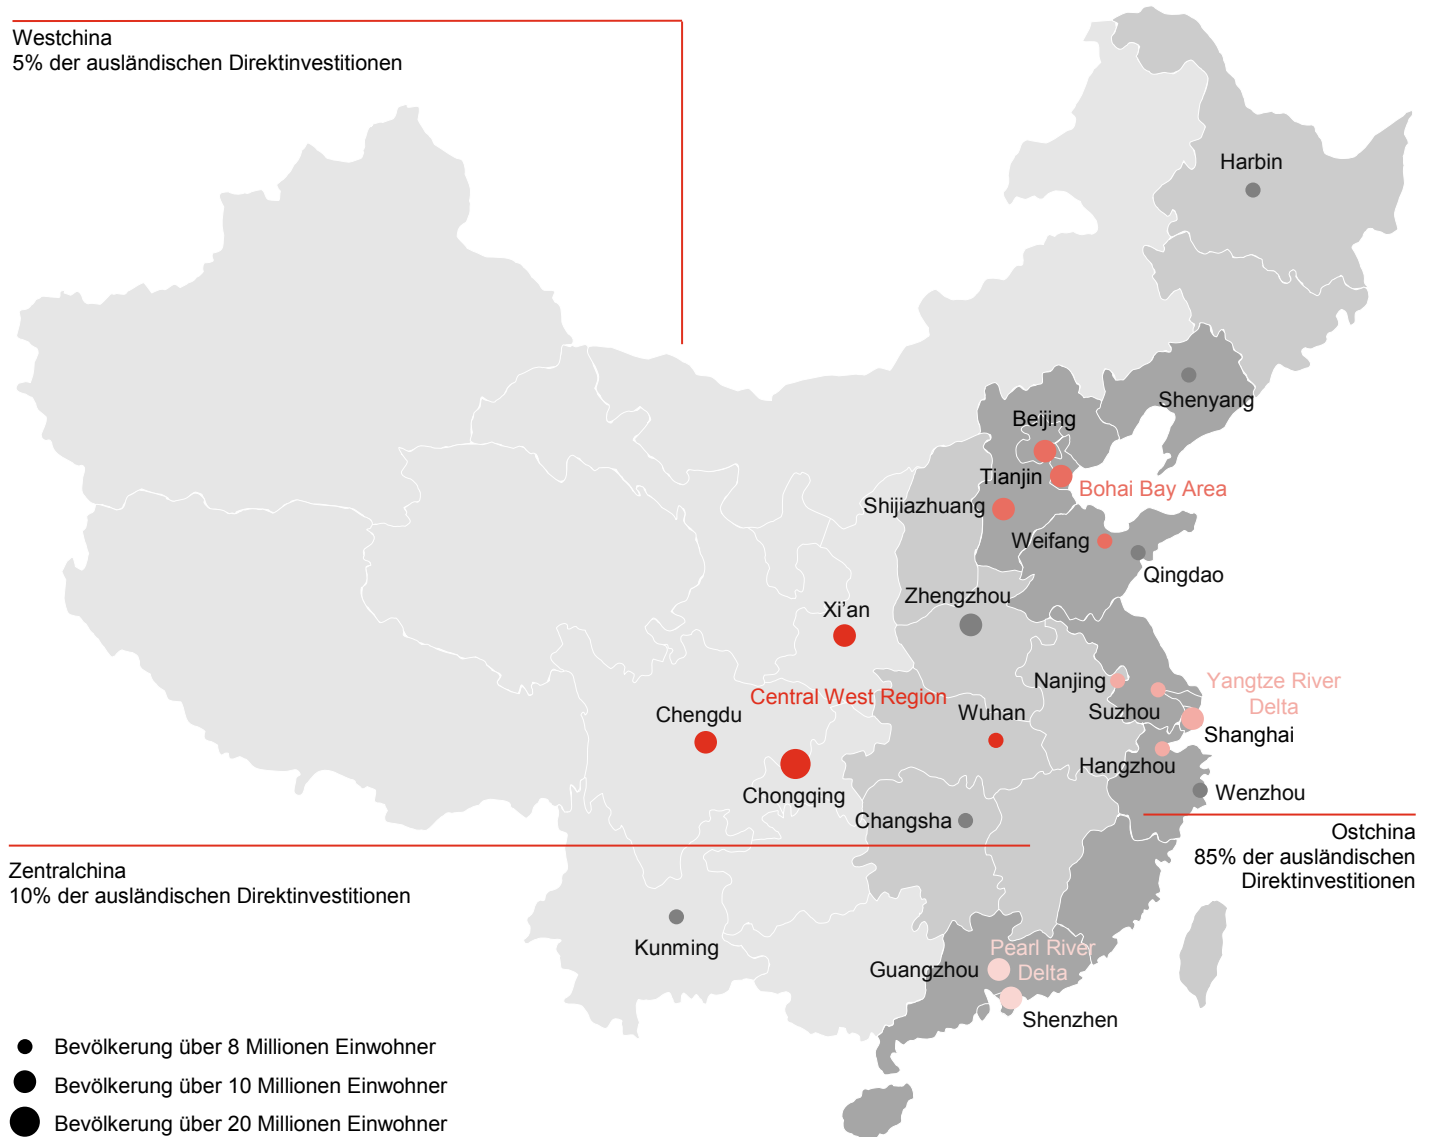 Westchina
5% der ausländischen Direktinvestitionen
Harbin
Shenyang
Beijing
Tianjin
Bohai Bay Area
Shijiazhuang
Weifang
Qingdao
Zhengzhou
Xi’an
Nanjing
Yangtze River
Delta
Central West Region
Suzhou
Chengdu
Wuhan
Shanghai
Hangzhou
Chongqing
Wenzhou
Changsha
Ostchina
85% der ausländischen
Direktinvestitionen
Zentralchina
10% der ausländischen Direktinvestitionen
Kunming
Pearl River
Delta
Guangzhou
Shenzhen
Bevölkerung über 8 Millionen Einwohner
Bevölkerung über 10 Millionen Einwohner
Bevölkerung über 20 Millionen Einwohner